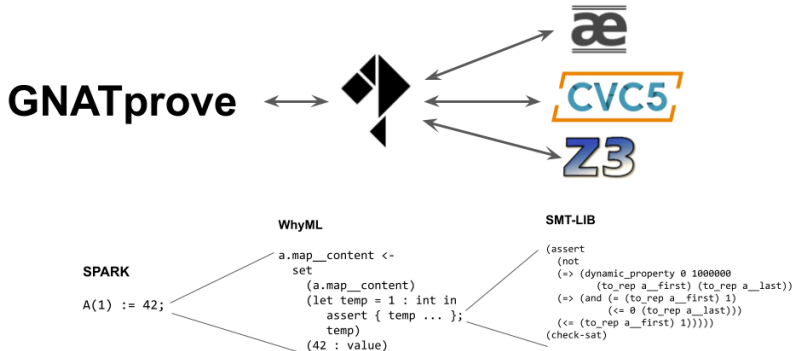 æ
GNATprove
CVC5
Z3
WhyML
SMT-LIB
SPARK
A(1) := 42;
a.map__content <-
  set
    (a.map__content)
    (let temp = 1 : int in
       assert { temp ... };
       temp)
    (42 : value)
(assert
  (not
  (=> (dynamic_property 0 1000000
        (to_rep a__first) (to_rep a__last))
  (=> (and (= (to_rep a__first) 1)
          (<= 0 (to_rep a__last)))
  (<= (to_rep a__first) 1)))))
(check-sat)